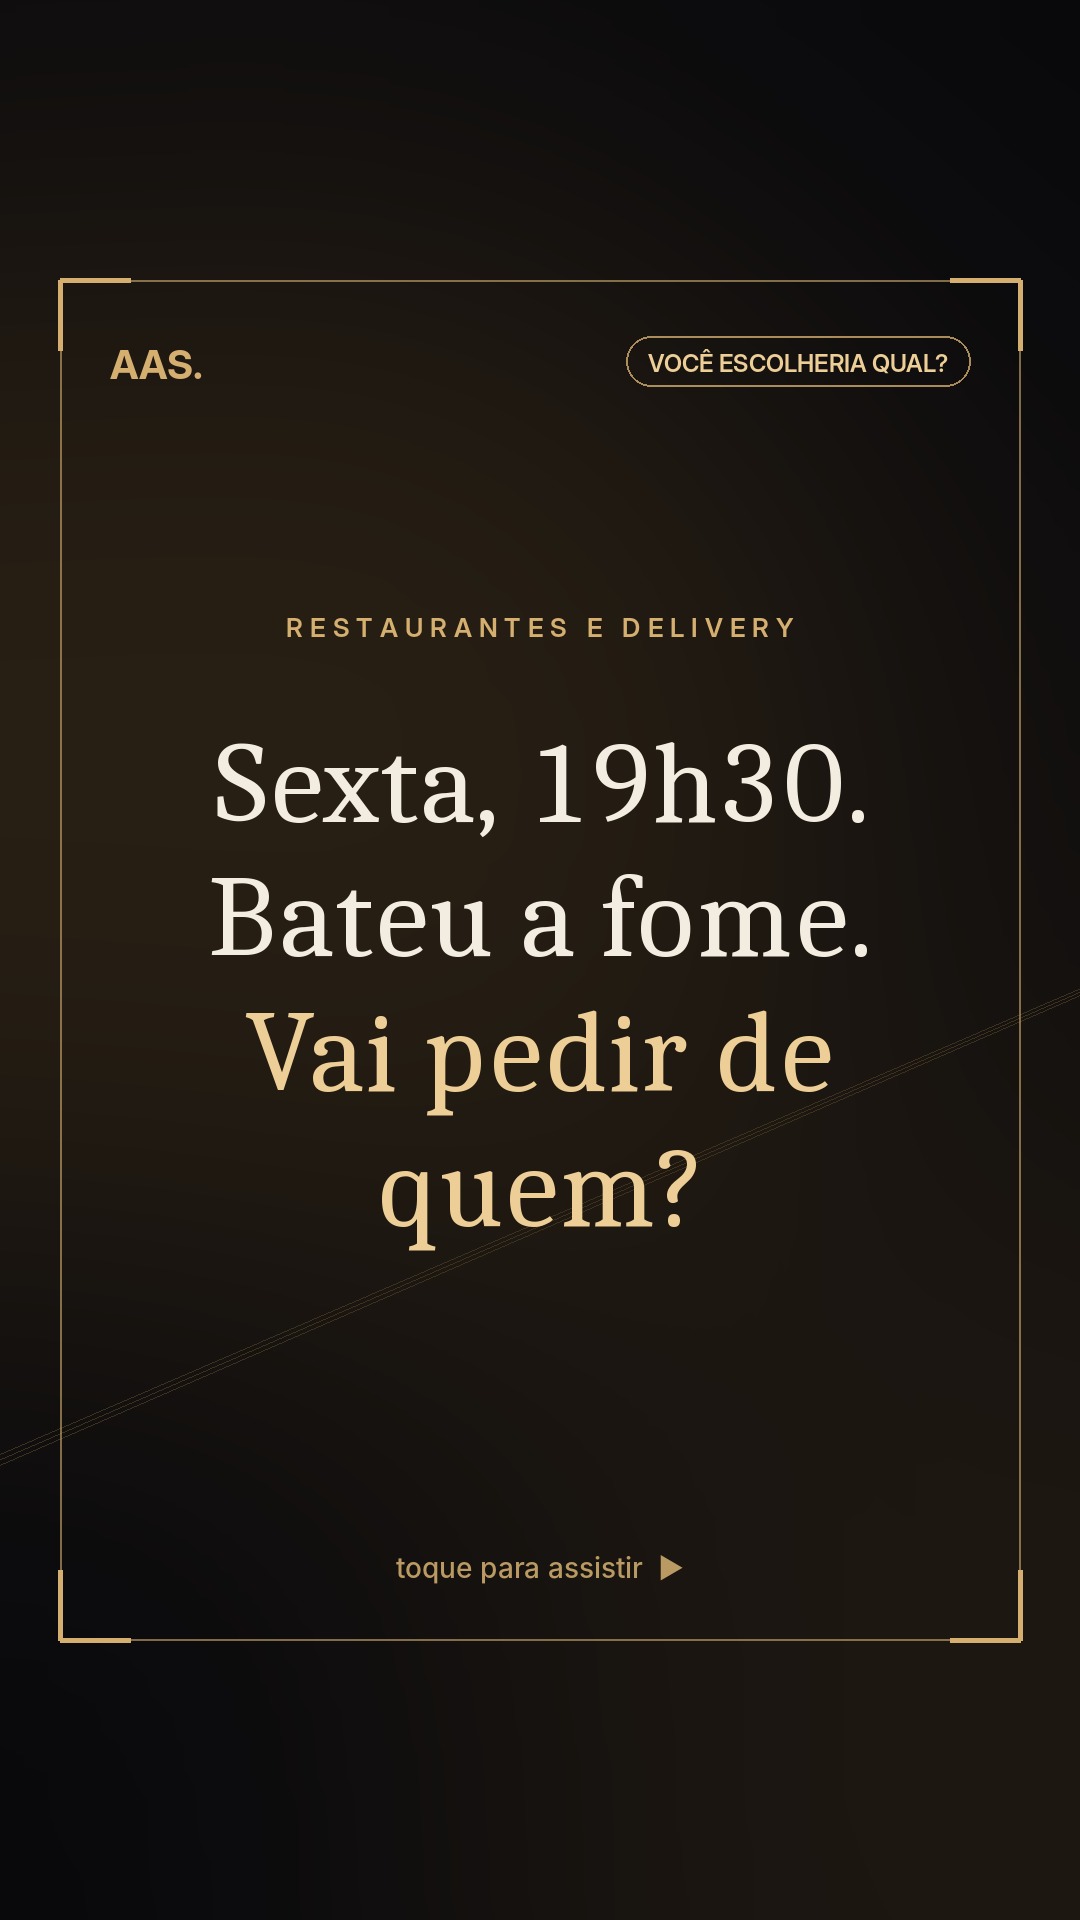 AAS.
VOCÊ ESCOLHERIA QUAL?
RESTAURANTES E DELIVERY
Sexta, 19h30.
Bateu a fome.
Vai pedir de
quem?
toque para assistir